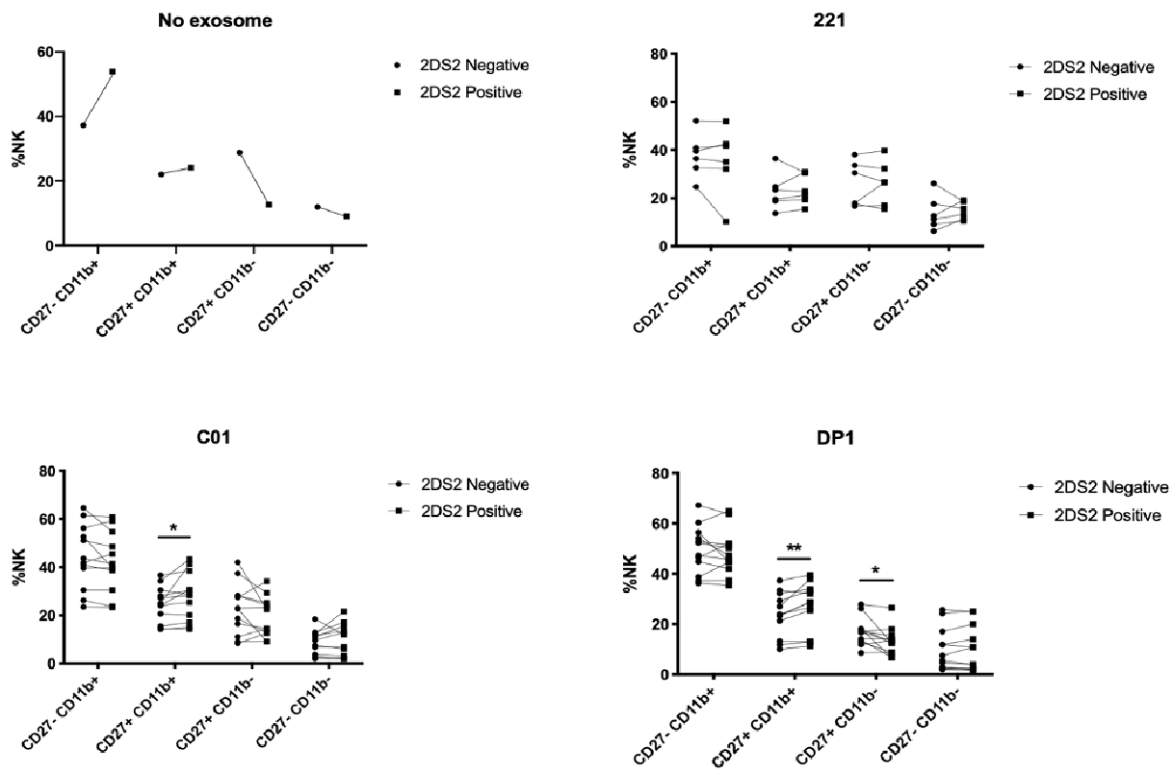 No exosome
60
40
20
0
%NK
2DS2 Negative
2DS2 Positive
CD27- CD11b+
CD27+ CD11b+
CD27+ CD11b-
CD27- CD11b-
221
80
60
40
20
0
%NK
2DS2 Negative
2DS2 Positive
CD27- CD11b+
CD27+ CD11b+
CD27+ CD11b-
CD27- CD11b-
C01
80
60
40
20
0
%NK
*
2DS2 Negative
2DS2 Positive
CD27- CD11b+
CD27+ CD11b+
CD27+ CD11b-
CD27- CD11b-
DP1
80
60
40
20
0
%NK
**
*
2DS2 Negative
2DS2 Positive
CD27- CD11b+
CD27+ CD11b+
CD27+ CD11b-
CD27- CD11b-